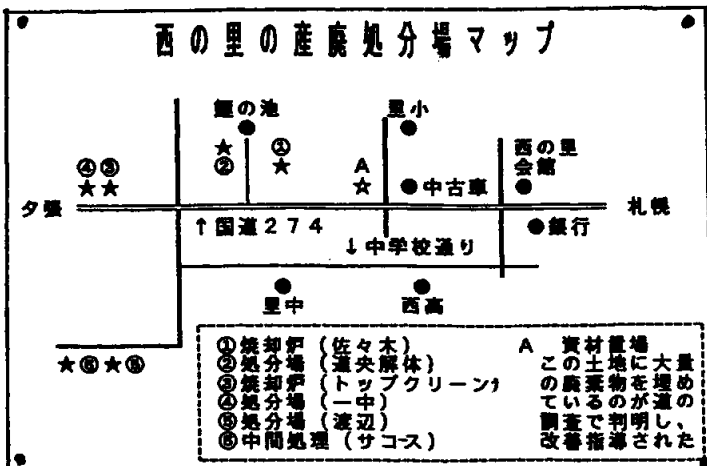 西の里の産廃処分場マップ
鯉の池
里小
★
②
①
★
A
☆
西の里
会館
④③
★★
●中古車
夕張
札幌
↑国道274
●銀行
↓中学校通り
里中
西高
★⑥★⑤
①焼却炉(佐々木)
②処分場(道央解体)
③焼却炉(トップクリーン
④処分場(一中)
⑤処分場(渡辺)
⑥中間処理(サコース)
A 資材置場
この土地に大量
の廃棄物を埋め
ているのが道の
調査で判明し、
改善指導された